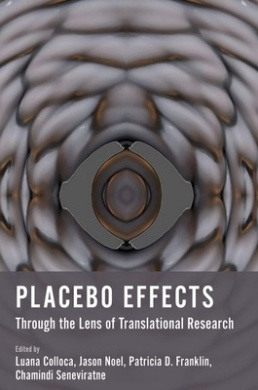 PLACEBO EFFECTS
Through the Lens of Translational Research
Edited by
Luana Colloca, Jason Noel, Patricia D. Franklin,
Chamindi Seneviratne